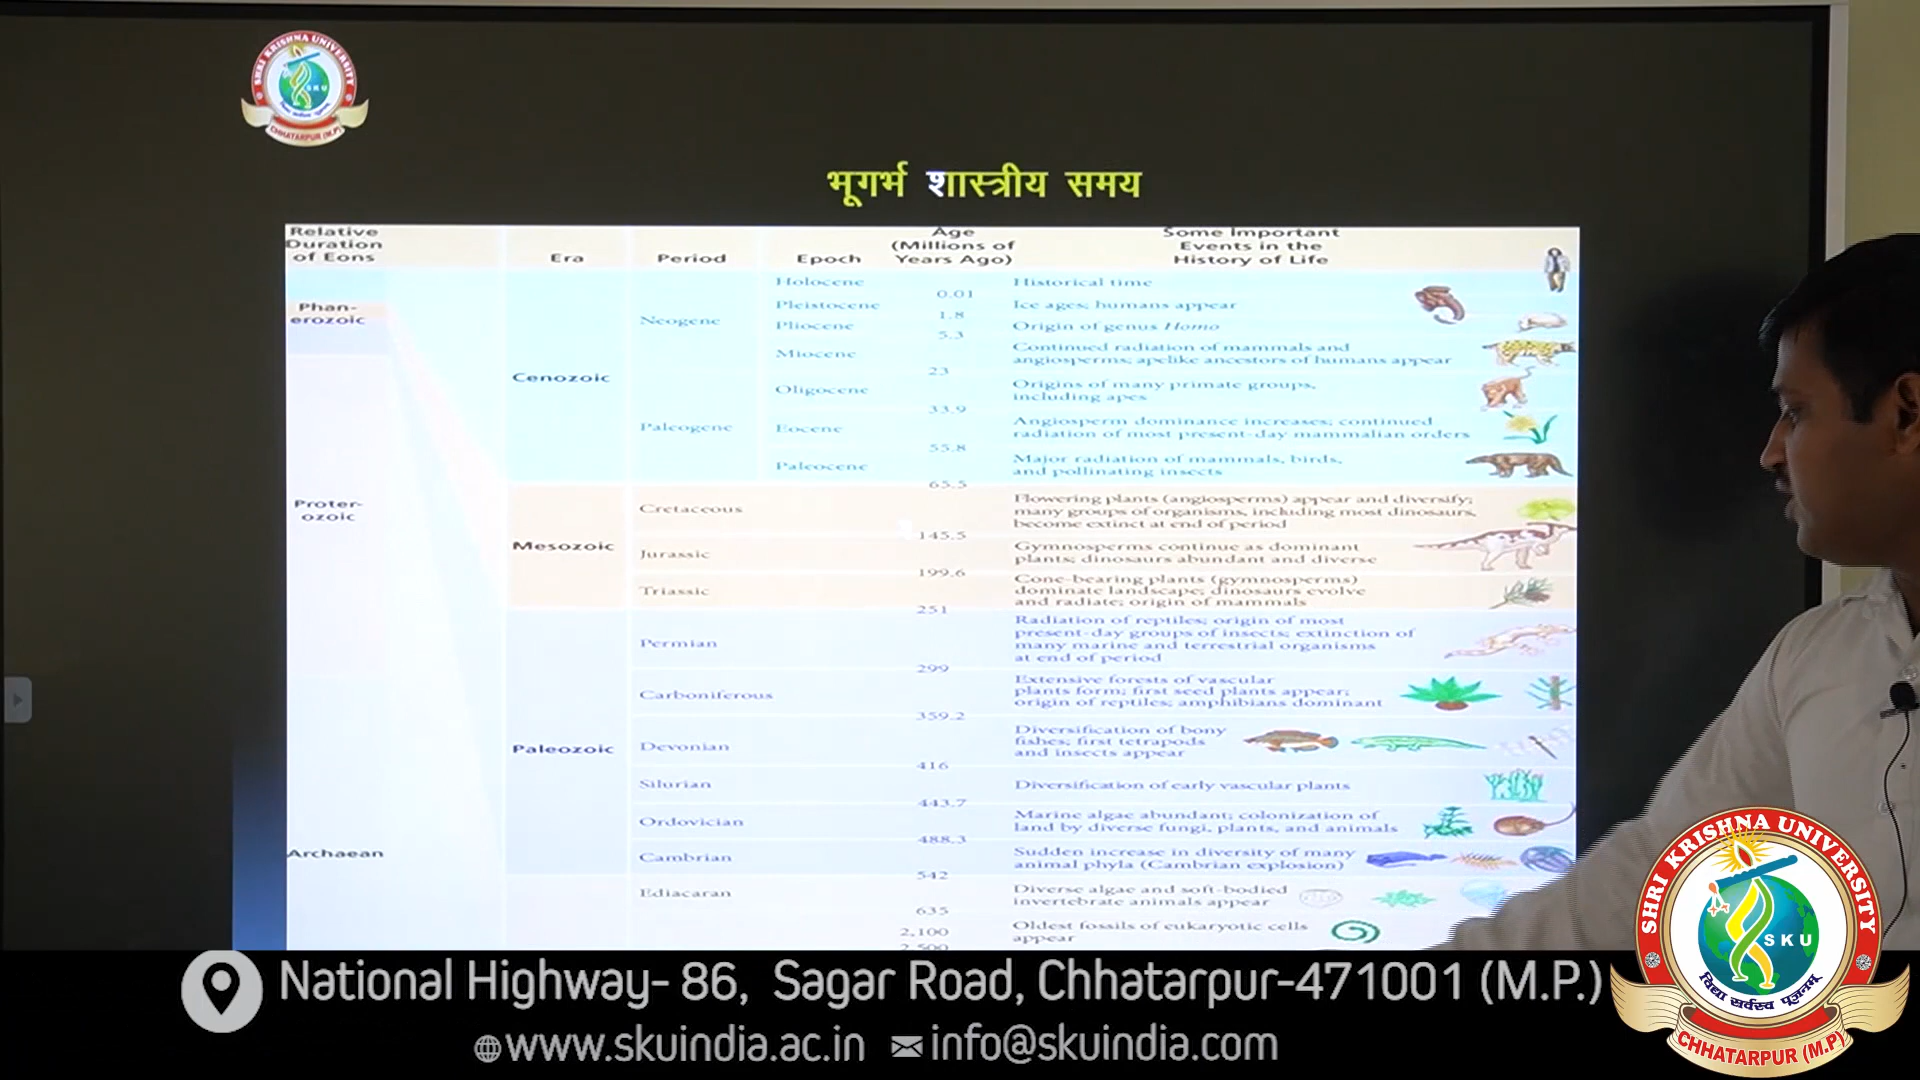 SHRI KRISHNA UNIVERSITY
SKU
CHHATARPUR (M.P.)
भूगर्भ शास्त्रीय समय
Relative
Duration
of Eons
Era
Period
Epoch
Age
(Millions of
Years Ago)
Some Important
Events in the
History of Life
Phan-
erozoic
Proter-
ozoic
Archaean
Cenozoic
Neogene
Holocene
Historical time
0.01
Pleistocene
Ice ages; humans appear
1.8
Pliocene
Origin of genus Homo
5.3
Miocene
Continued radiation of mammals and
angiosperms; apelike ancestors of humans appear
23
Oligocene
Origins of many primate groups,
including apes
33.9
Paleogene
Eocene
Angiosperm dominance increases; continued
radiation of most present-day mammalian orders
55.8
Paleocene
Major radiation of mammals, birds,
and pollinating insects
65.5
Mesozoic
Cretaceous
Flowering plants (angiosperms) appear and diversify;
many groups of organisms, including most dinosaurs,
become extinct at end of period
145.5
Jurassic
Gymnosperms continue as dominant
plants; dinosaurs abundant and diverse
199.6
Triassic
Cone-bearing plants (gymnosperms)
dominate landscape; dinosaurs evolve
and radiate; origin of mammals
251
Paleozoic
Permian
Radiation of reptiles; origin of most
present-day groups of insects; extinction of
many marine and terrestrial organisms
at end of period
299
Carboniferous
Extensive forests of vascular
plants form; first seed plants appear;
origin of reptiles; amphibians dominant
359.2
Devonian
Diversification of bony
fishes; first tetrapods
and insects appear
416
Silurian
Diversification of early vascular plants
443.7
Ordovician
Marine algae abundant; colonization of
land by diverse fungi, plants, and animals
488.3
Cambrian
Sudden increase in diversity of many
animal phyla (Cambrian explosion)
542
Ediacaran
Diverse algae and soft-bodied
invertebrate animals appear
635
2,100
Oldest fossils of eukaryotic cells
appear
2,500
National Highway- 86, Sagar Road, Chhatarpur-471001 (M.P.)
www.skuindia.ac.in info@skuindia.com
SHRI KRISHNA UNIVERSITY
SKU
विद्या सर्वस्व पूजनम्
CHHATARPUR (M.P)